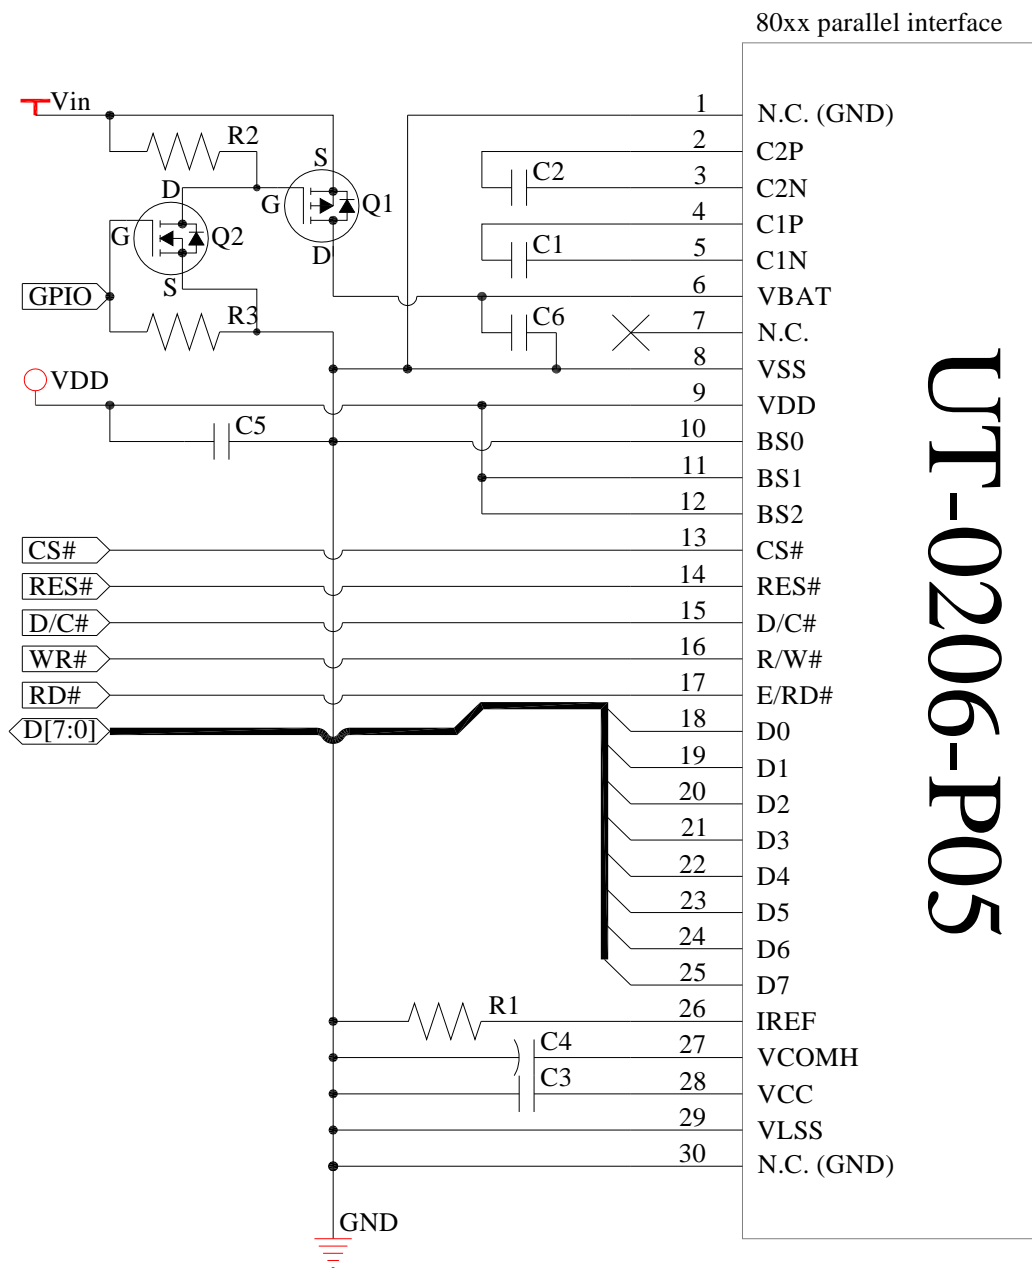 80xx parallel interface
Vin
R2
S
D
G
Q1
G
Q2
D
S
GPIO
R3
VDD
C5
C2
C1
C6
1 N.C. (GND)
2 C2P
3 C2N
4 C1P
5 C1N
6 VBAT
7 N.C.
8 VSS
9 VDD
10 BS0
11 BS1
12 BS2
CS# 13 CS#
RES# 14 RES#
D/C# 15 D/C#
WR# 16 R/W#
RD# 17 E/RD#
D[7:0] 18 D0
19 D1
20 D2
21 D3
22 D4
23 D5
24 D6
25 D7
R1 26 IREF
C4 27 VCOMH
C3 28 VCC
29 VLSS
30 N.C. (GND)
GND
UT-0206-P05